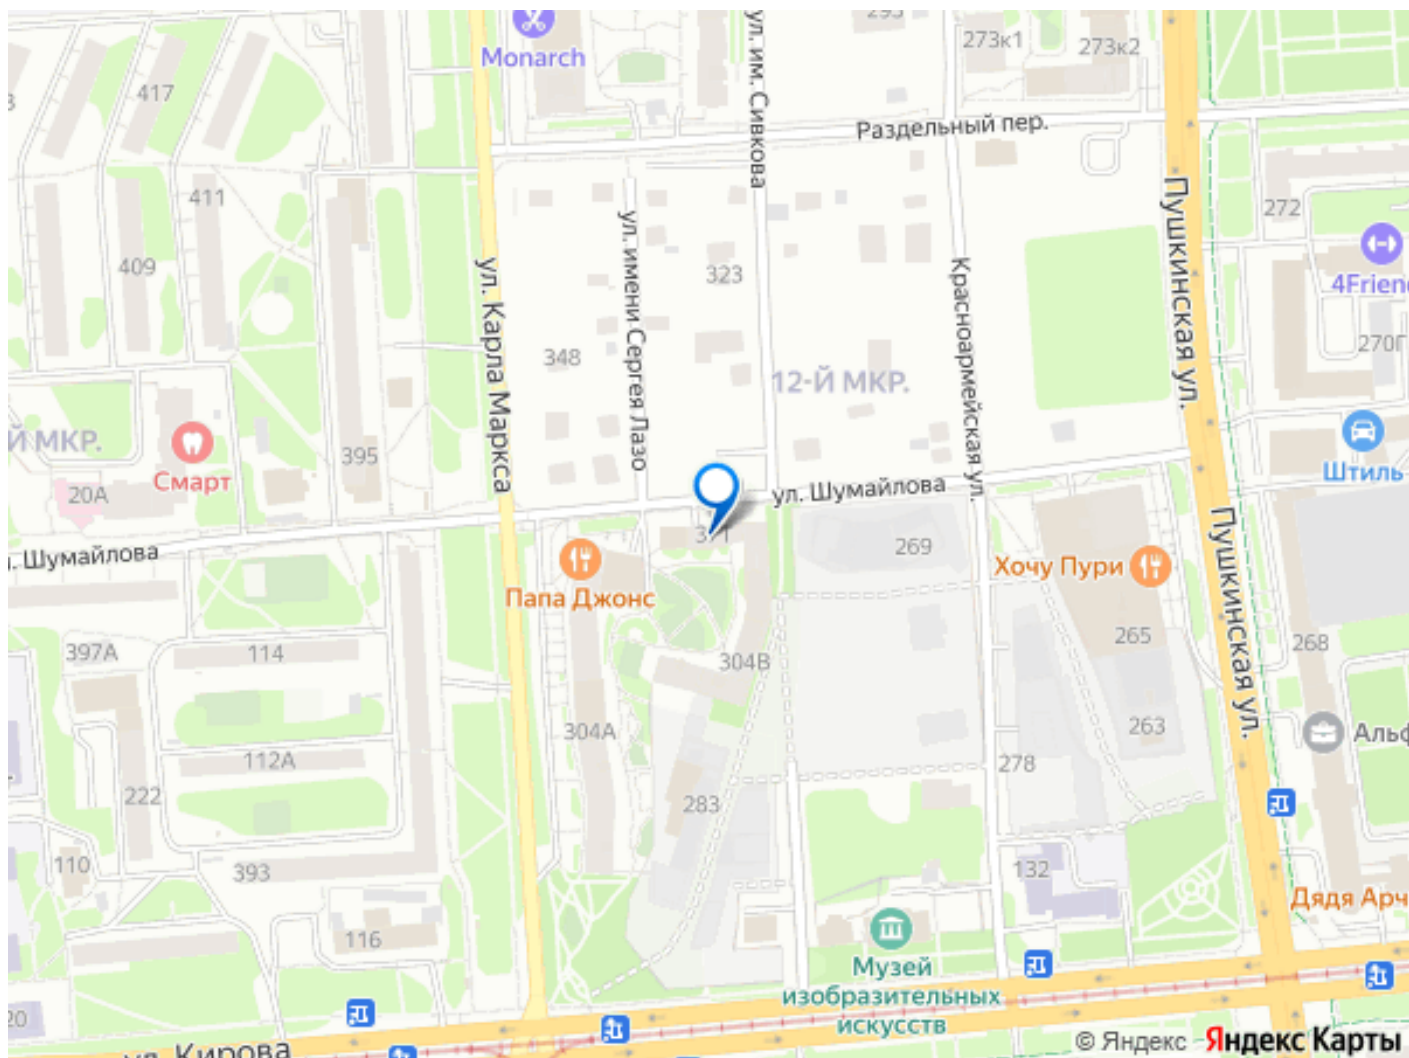 Monarch
ул. им. Сивкова
273к1
273к2
417
Раздельный пер.
411
272
409
ул. имени Сергея Лазо
323
4Frien
ул. Карла Маркса
Красноармейская ул.
Пушкинская ул.
270Г
348
12-Й МКР.
Й МКР.
395
Смарт
20А
Штиль
ул. Шумайлова
Шумайлова
269
Папа Джонс
Хочу Пури
Пушкинская ул.
397А
114
304В
265
268
304А
263
Альф
112А
278
222
283
110
393
132
Дядя Арч
116
Музей
изобразительных
искусств
20
ул. Кирова
© Яндекс Яндекс Карты